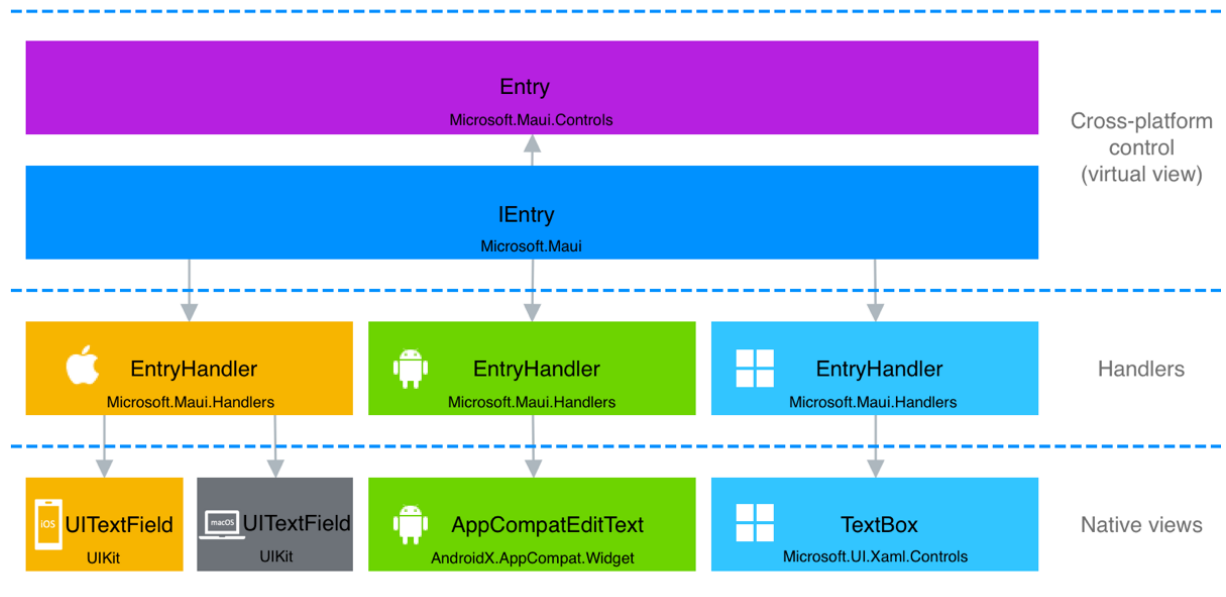 Entry
Microsoft.Maui.Controls
Cross-platform
control
(virtual view)
IEntry
Microsoft.Maui
EntryHandler
Microsoft.Maui.Handlers
EntryHandler
Microsoft.Maui.Handlers
EntryHandler
Microsoft.Maui.Handlers
Handlers
iOS
UITextField
UIKit
macOS
UITextField
UIKit
AppCompatEditText
AndroidX.AppCompat.Widget
TextBox
Microsoft.UI.Xaml.Controls
Native views